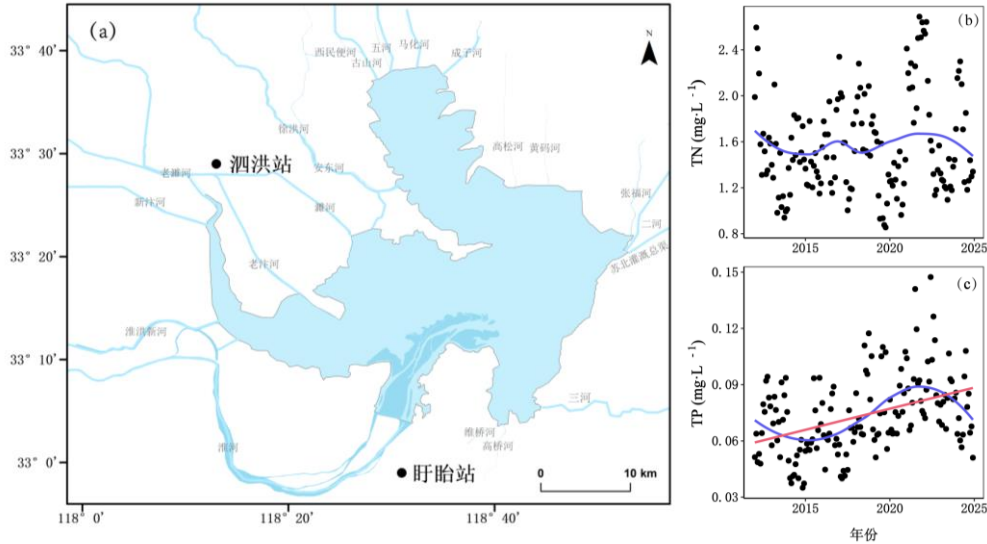 (a)
N
33° 40′
33° 30′
33° 20′
33° 10′
33° 0′
118° 0′
118° 20′
118° 40′
西民便河
五河
马化河
成子河
古山河
徐洪河
高松河
黄码河
泗洪站
安东河
老濉河
新汴河
濉河
张福河
二河
苏北灌溉总渠
老汴河
淮洪新河
三河
淮河
维桥河
高桥河
盱眙站
0
10 km
(b)
TN (mg·L⁻¹)
2.4
2.0
1.6
1.2
0.8
2015
2020
2025
(c)
TP (mg·L⁻¹)
0.15
0.12
0.09
0.06
0.03
2015
2020
2025
年份